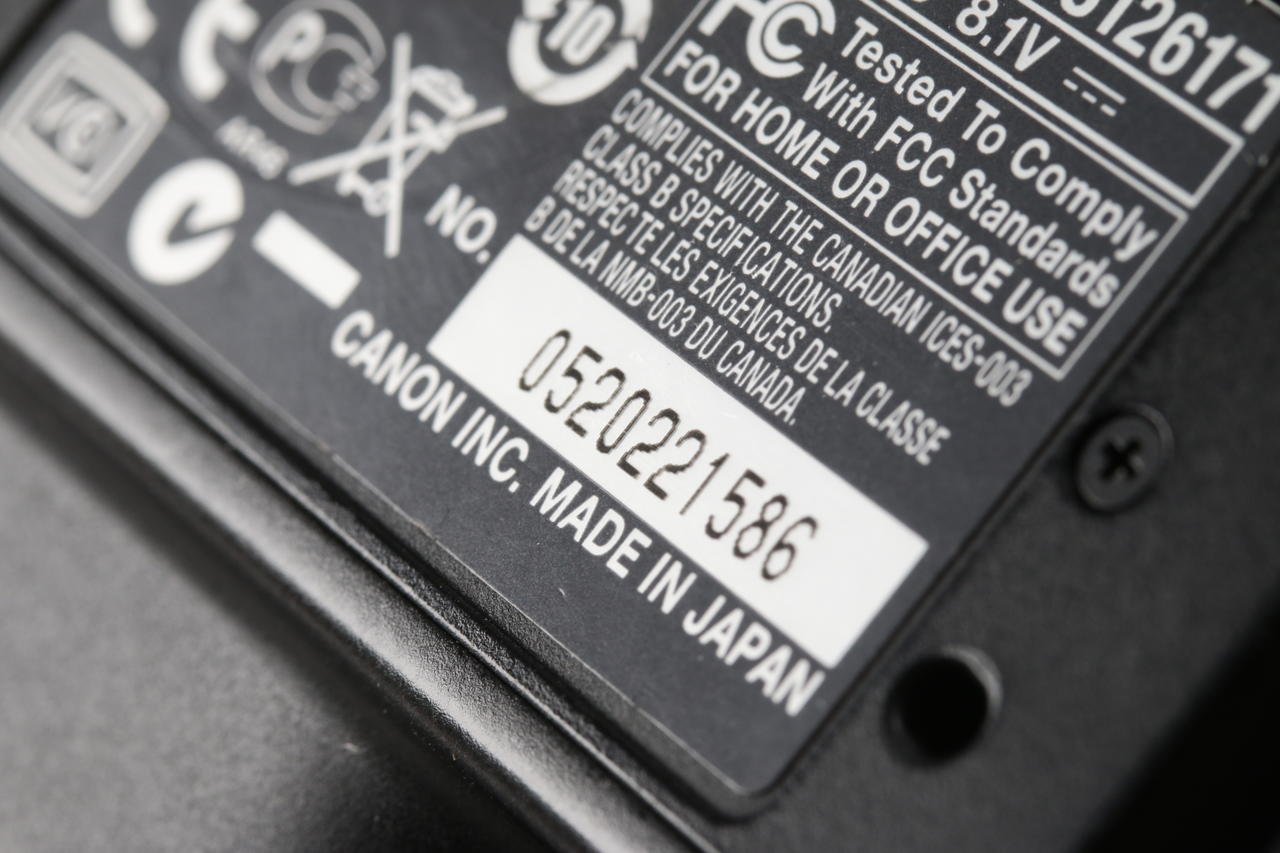 DS126171
8.1V
FC Tested To Comply
With FCC Standards
FOR HOME OR OFFICE USE
COMPLIES WITH THE CANADIAN ICES-003
CLASS B SPECIFICATIONS.
RESPECTE LES EXIGENCES DE LA CLASSE
B DE LA NMB-003 DU CANADA.
10
NO. 0520221586
CANON INC. MADE IN JAPAN